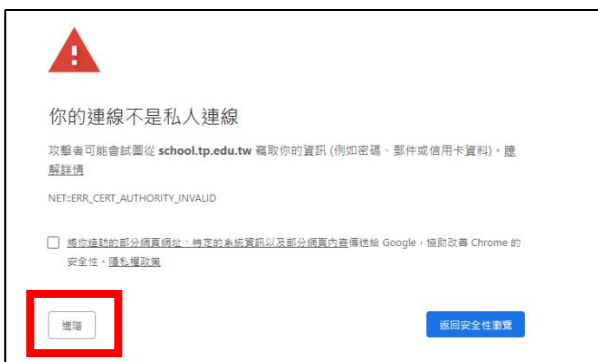 你的連線不是私人連線
攻擊者可能會試圖從 school.tp.edu.tw 竊取你的資訊 (例如密碼、郵件或信用卡資料)。瞭
解詳情
NET::ERR_CERT_AUTHORITY_INVALID
將你造訪的部分網頁網址、特定的系統資訊以及部分網頁內容傳送給 Google,協助改善 Chrome 的
安全性。隱私權政策
進階
返回安全性瀏覽